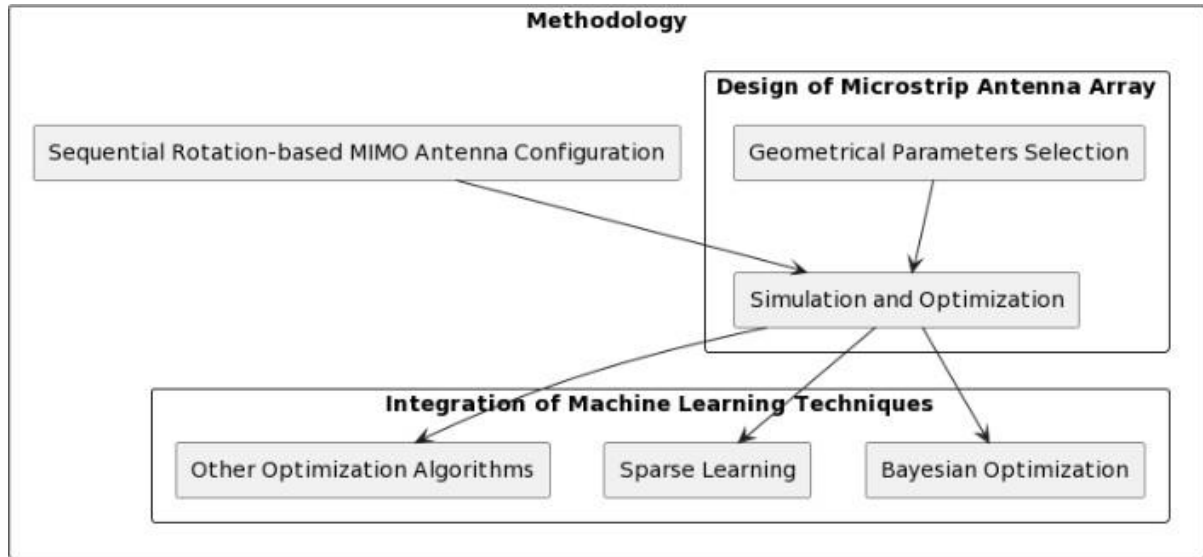 Methodology
Design of Microstrip Antenna Array
Sequential Rotation-based MIMO Antenna Configuration
Geometrical Parameters Selection
Simulation and Optimization
Integration of Machine Learning Techniques
Other Optimization Algorithms
Sparse Learning
Bayesian Optimization